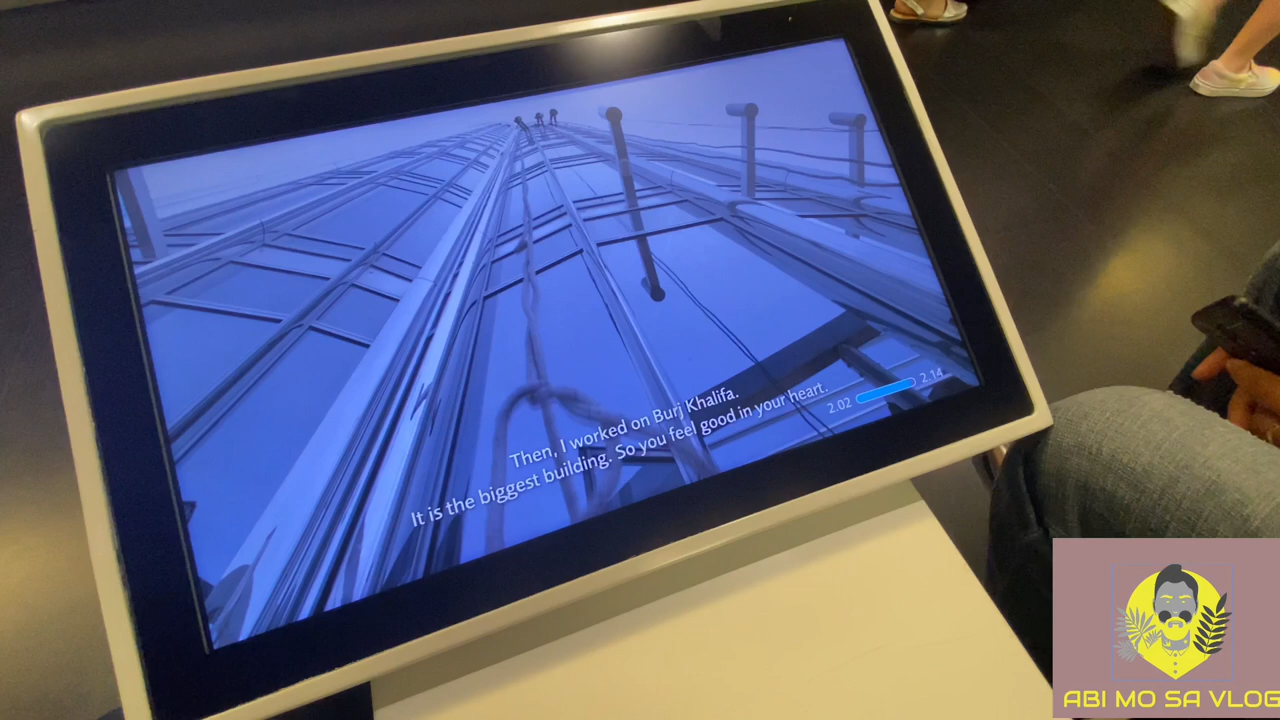 Then, I worked on Burj Khalifa.
It is the biggest building. So you feel good in your heart.
2.02 2.14
ABI MO SA VLOG